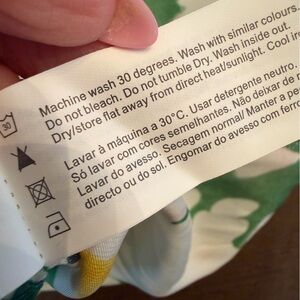 Machine wash 30 degrees. Wash with similar colours.
Do not bleach. Do not tumble Dry. Wash inside out.
Dry/store flat away from direct heat/sunlight. Cool
30
Lavar à máquina a 30°C. Usar detergente neutro.
Só lavar com cores semelhantes. Não deixar de
Lavar do avesso. Secagem normal/ Manter a
directo ou do sol. Engomar do avesso com